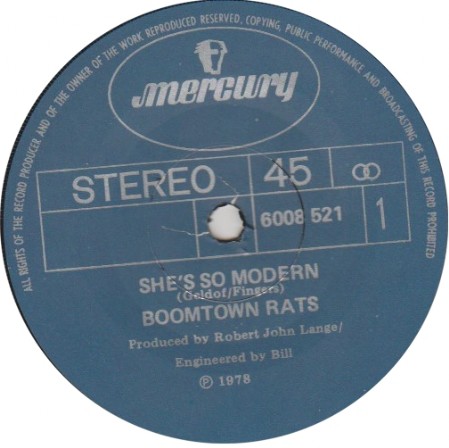 ALL RIGHTS OF THE RECORD PRODUCER AND OF THE OWNER OF THE WORK REPRODUCED RESERVED, COPYING, PUBLIC PERFORMANCE AND BROADCASTING OF THIS RECORD PROHIBITED
mercury
STEREO 45
6008 521 1
SHE'S SO MODERN
(Geldof/Fingers)
BOOMTOWN RATS
Produced by Robert John Lange/
Engineered by Bill
℗ 1978